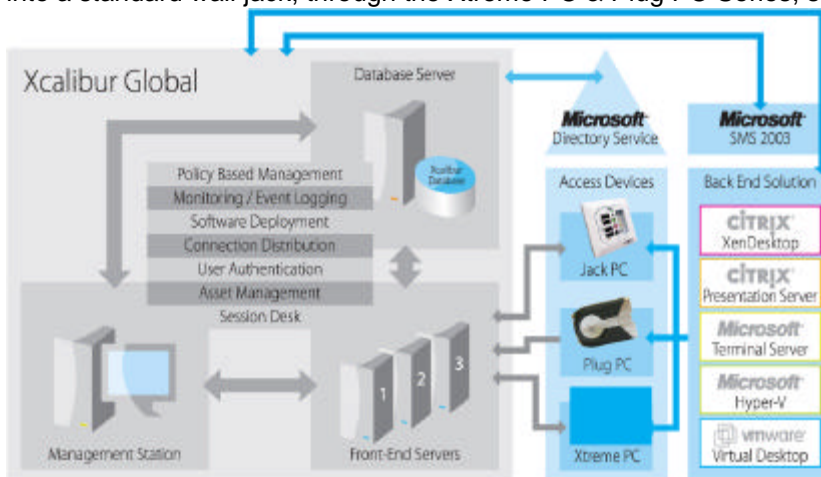 into a standard wall jack, through the Xtreme PC & Plug PC Series,
Xcalibur Global
Database Server
Xcalibur
Database
Policy Based Management
Monitoring / Event Logging
Software Deployment
Connection Distribution
User Authentication
Asset Management
Session Desk
Management Station
1
2
3
Front-End Servers
Microsoft
Directory Service
Access Devices
Jack PC
Plug PC
Xtreme PC
Microsoft
SMS 2003
Back End Solution
CITRIX
XenDesktop
CITRIX
Presentation Server
Microsoft
Terminal Server
Microsoft
Hyper-V
vmware
Virtual Desktop